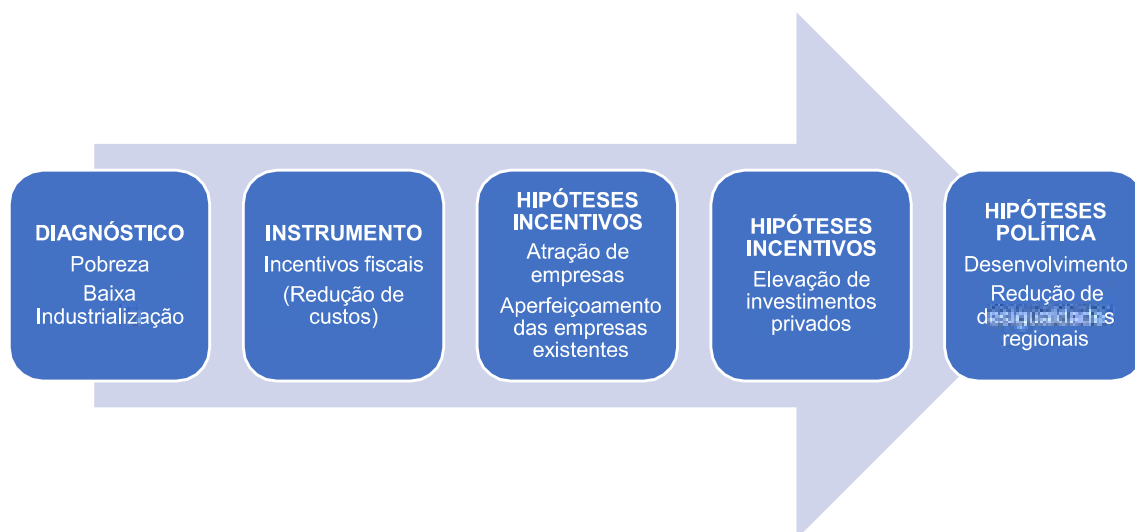 DIAGNÓSTICO
Pobreza
Baixa
Industrialização
INSTRUMENTO
Incentivos fiscais
(Redução de
custos)
HIPÓTESES
INCENTIVOS
Atração de
empresas
Aperfeiçoamento
das empresas
existentes
HIPÓTESES
INCENTIVOS
Elevação de
investimentos
privados
HIPÓTESES
POLÍTICA
Desenvolvimento
Redução de
desigualdades
regionais